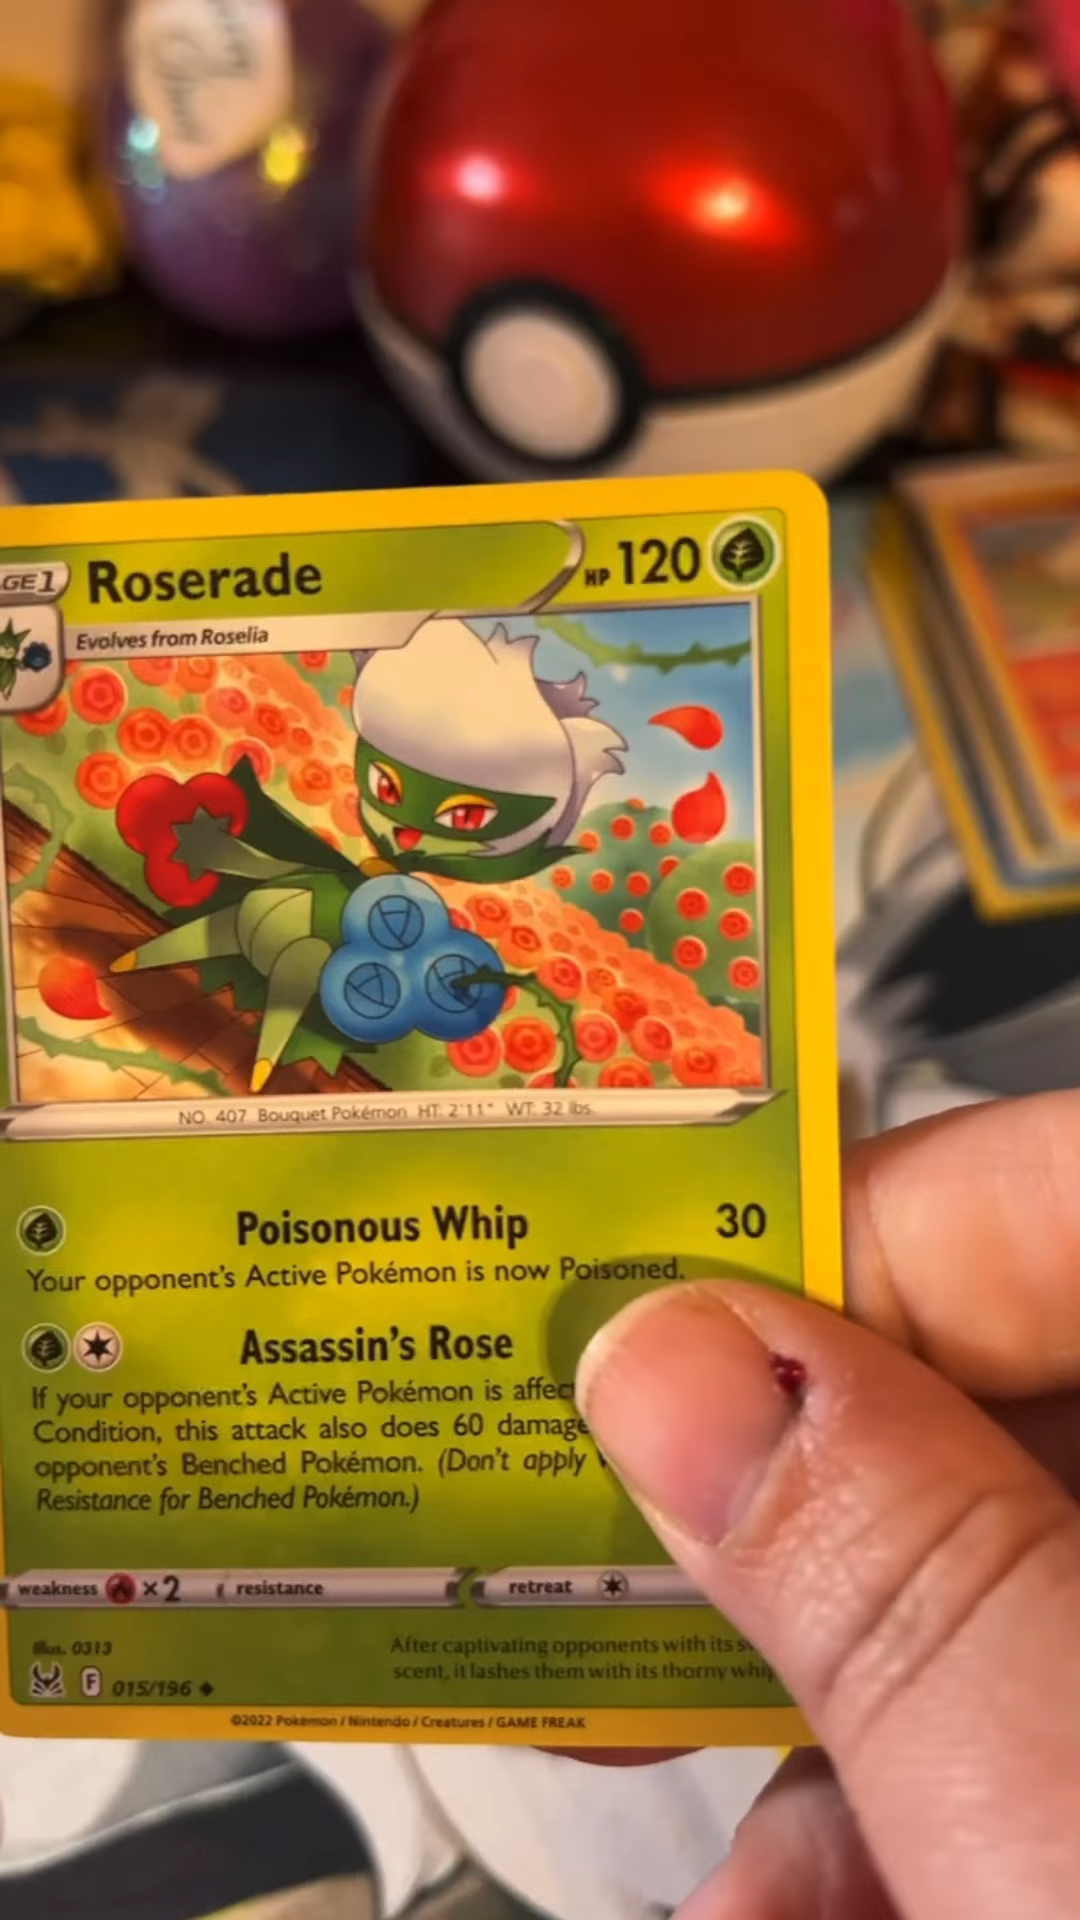 GE1 Roserade HP 120
Evolves from Roselia
NO. 407 Bouquet Pokémon HT: 2'11" WT: 32 lbs.
Poisonous Whip 30
Your opponent's Active Pokémon is now Poisoned.
Assassin's Rose
If your opponent's Active Pokémon is affec
Condition, this attack also does 60 damage
opponent's Benched Pokémon. (Don't apply
Resistance for Benched Pokémon.)
weakness ×2 resistance retreat
Illus. 0313
F 015/196
After captivating opponents with its s
scent, it lashes them with its thorny whip
©2022 Pokémon / Nintendo / Creatures / GAME FREAK